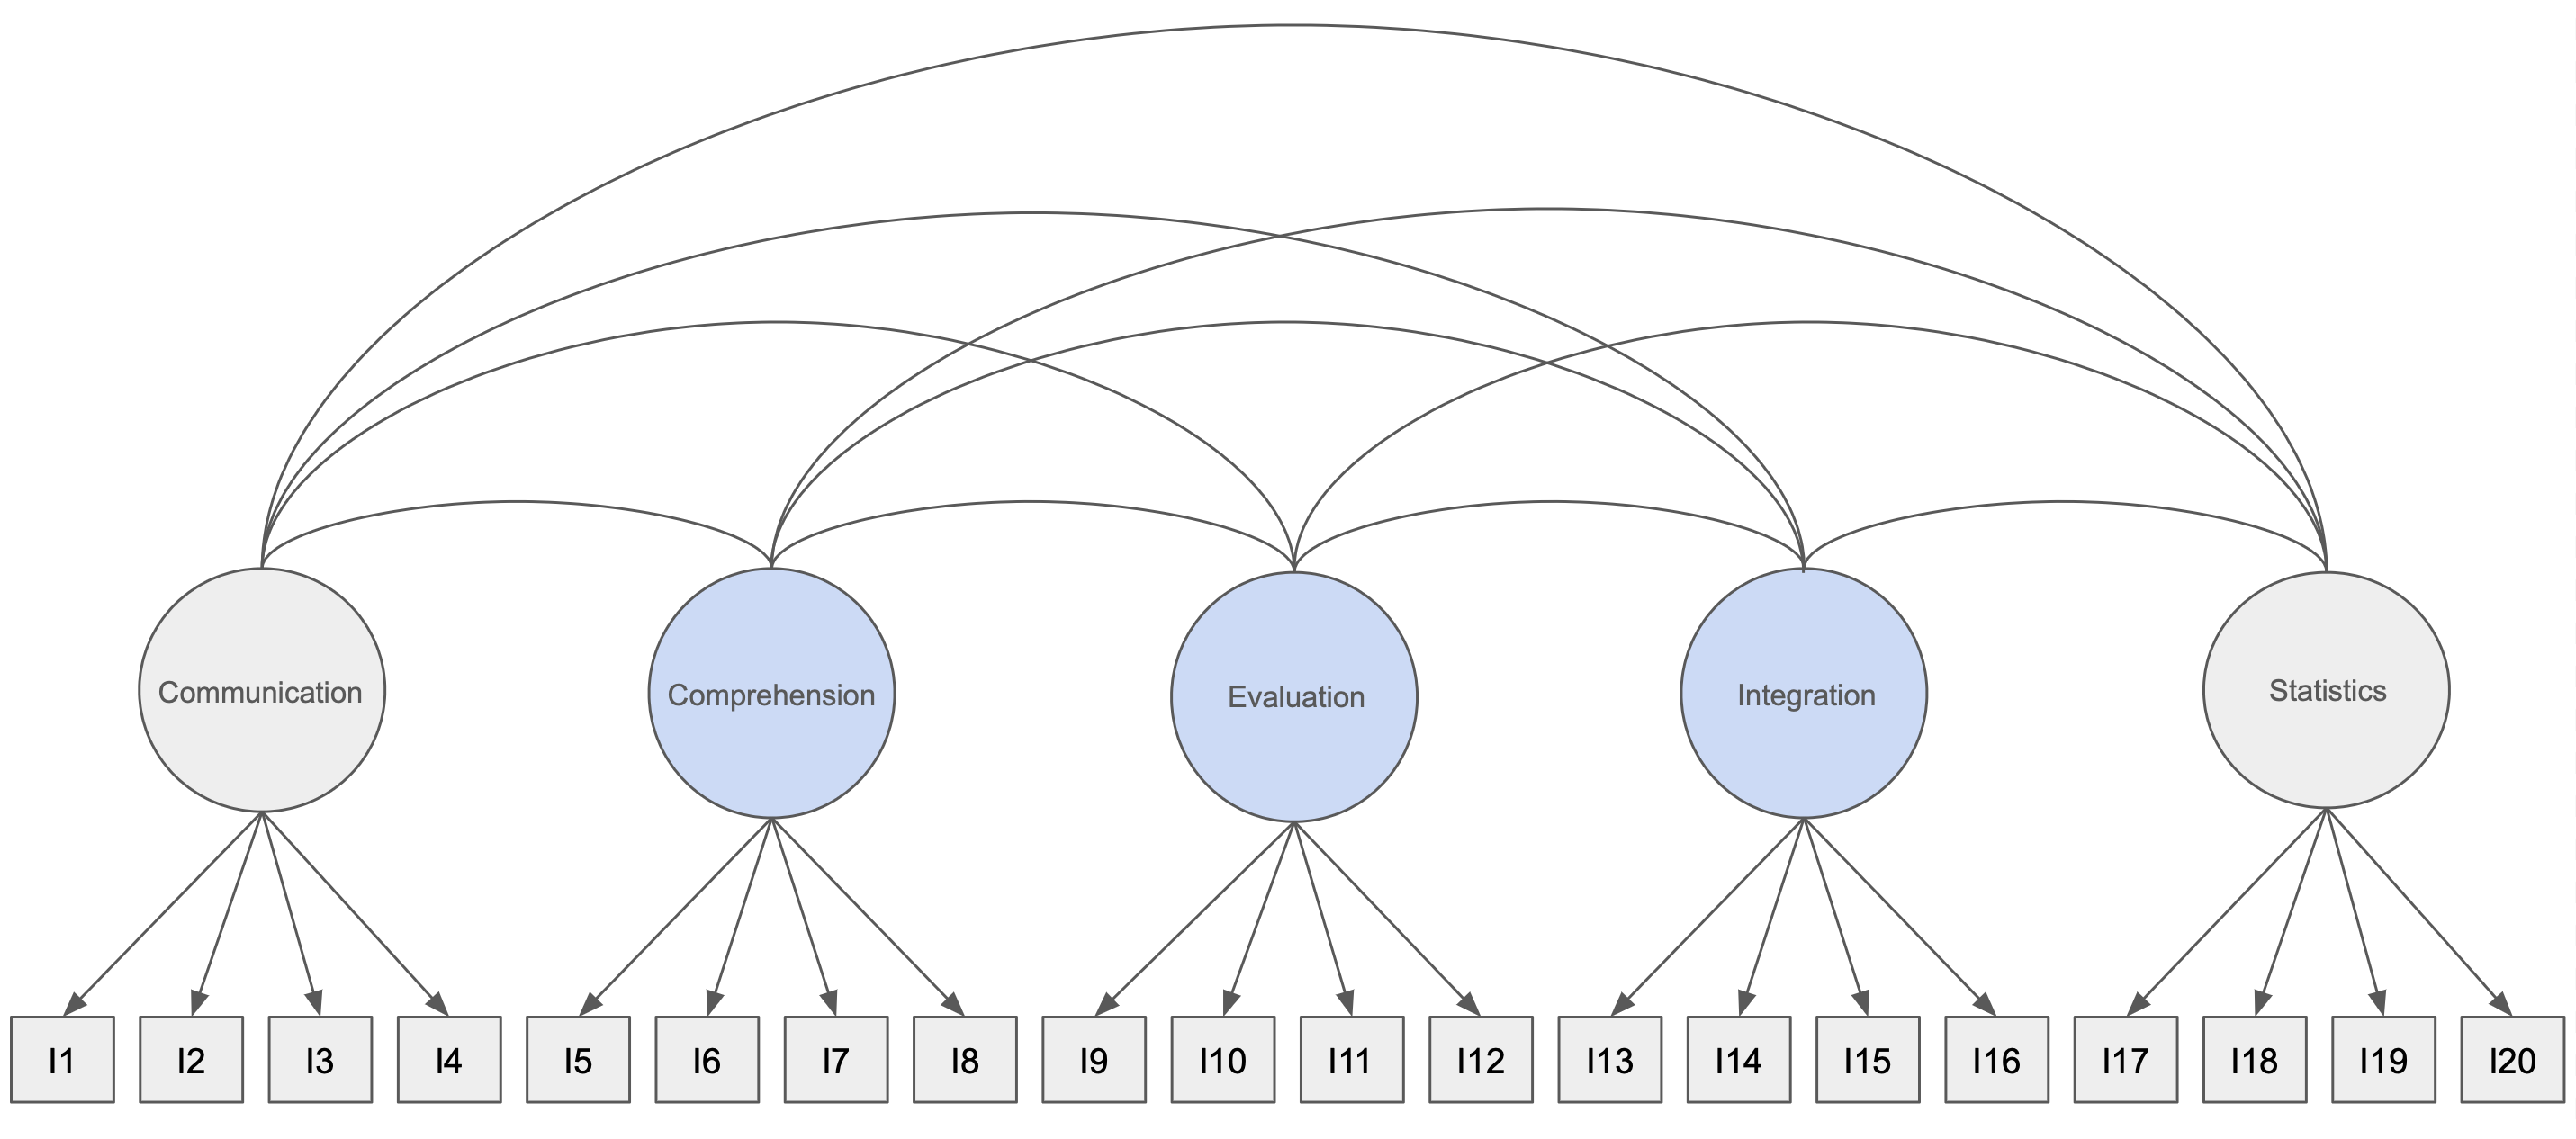 Communication
Comprehension
Evaluation
Integration
Statistics
I1
I2
I3
I4
I5
I6
I7
I8
I9
I10
I11
I12
I13
I14
I15
I16
I17
I18
I19
I20